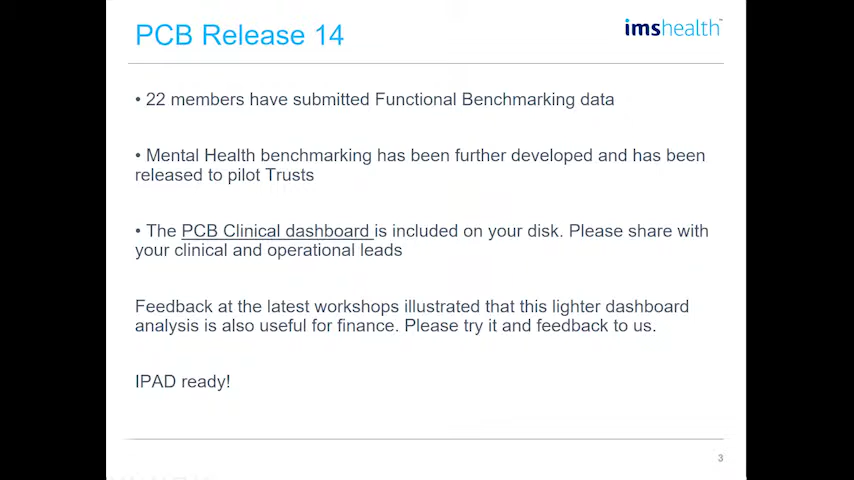 PCB Release 14
imshealth™
• 22 members have submitted Functional Benchmarking data
• Mental Health benchmarking has been further developed and has been
released to pilot Trusts
• The PCB Clinical dashboard is included on your disk. Please share with
your clinical and operational leads
Feedback at the latest workshops illustrated that this lighter dashboard
analysis is also useful for finance. Please try it and feedback to us.
IPAD ready!
3